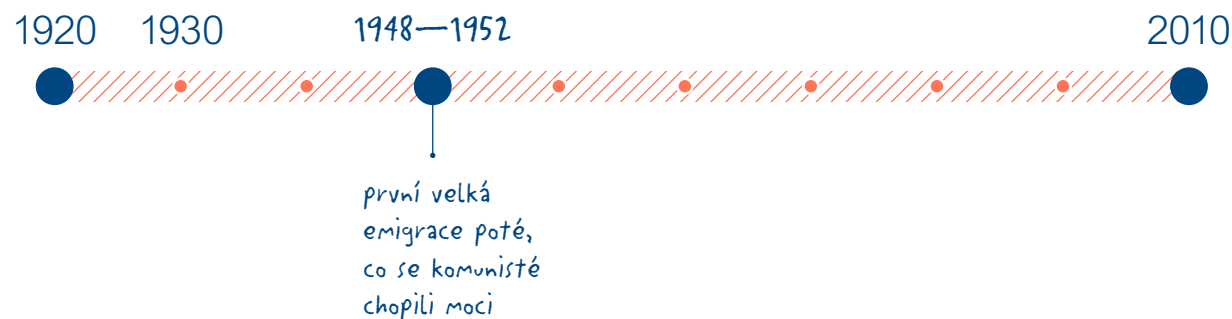 1920 1930 1948—1952 2010
první velká
emigrace poté,
co se komunisté
chopili moci